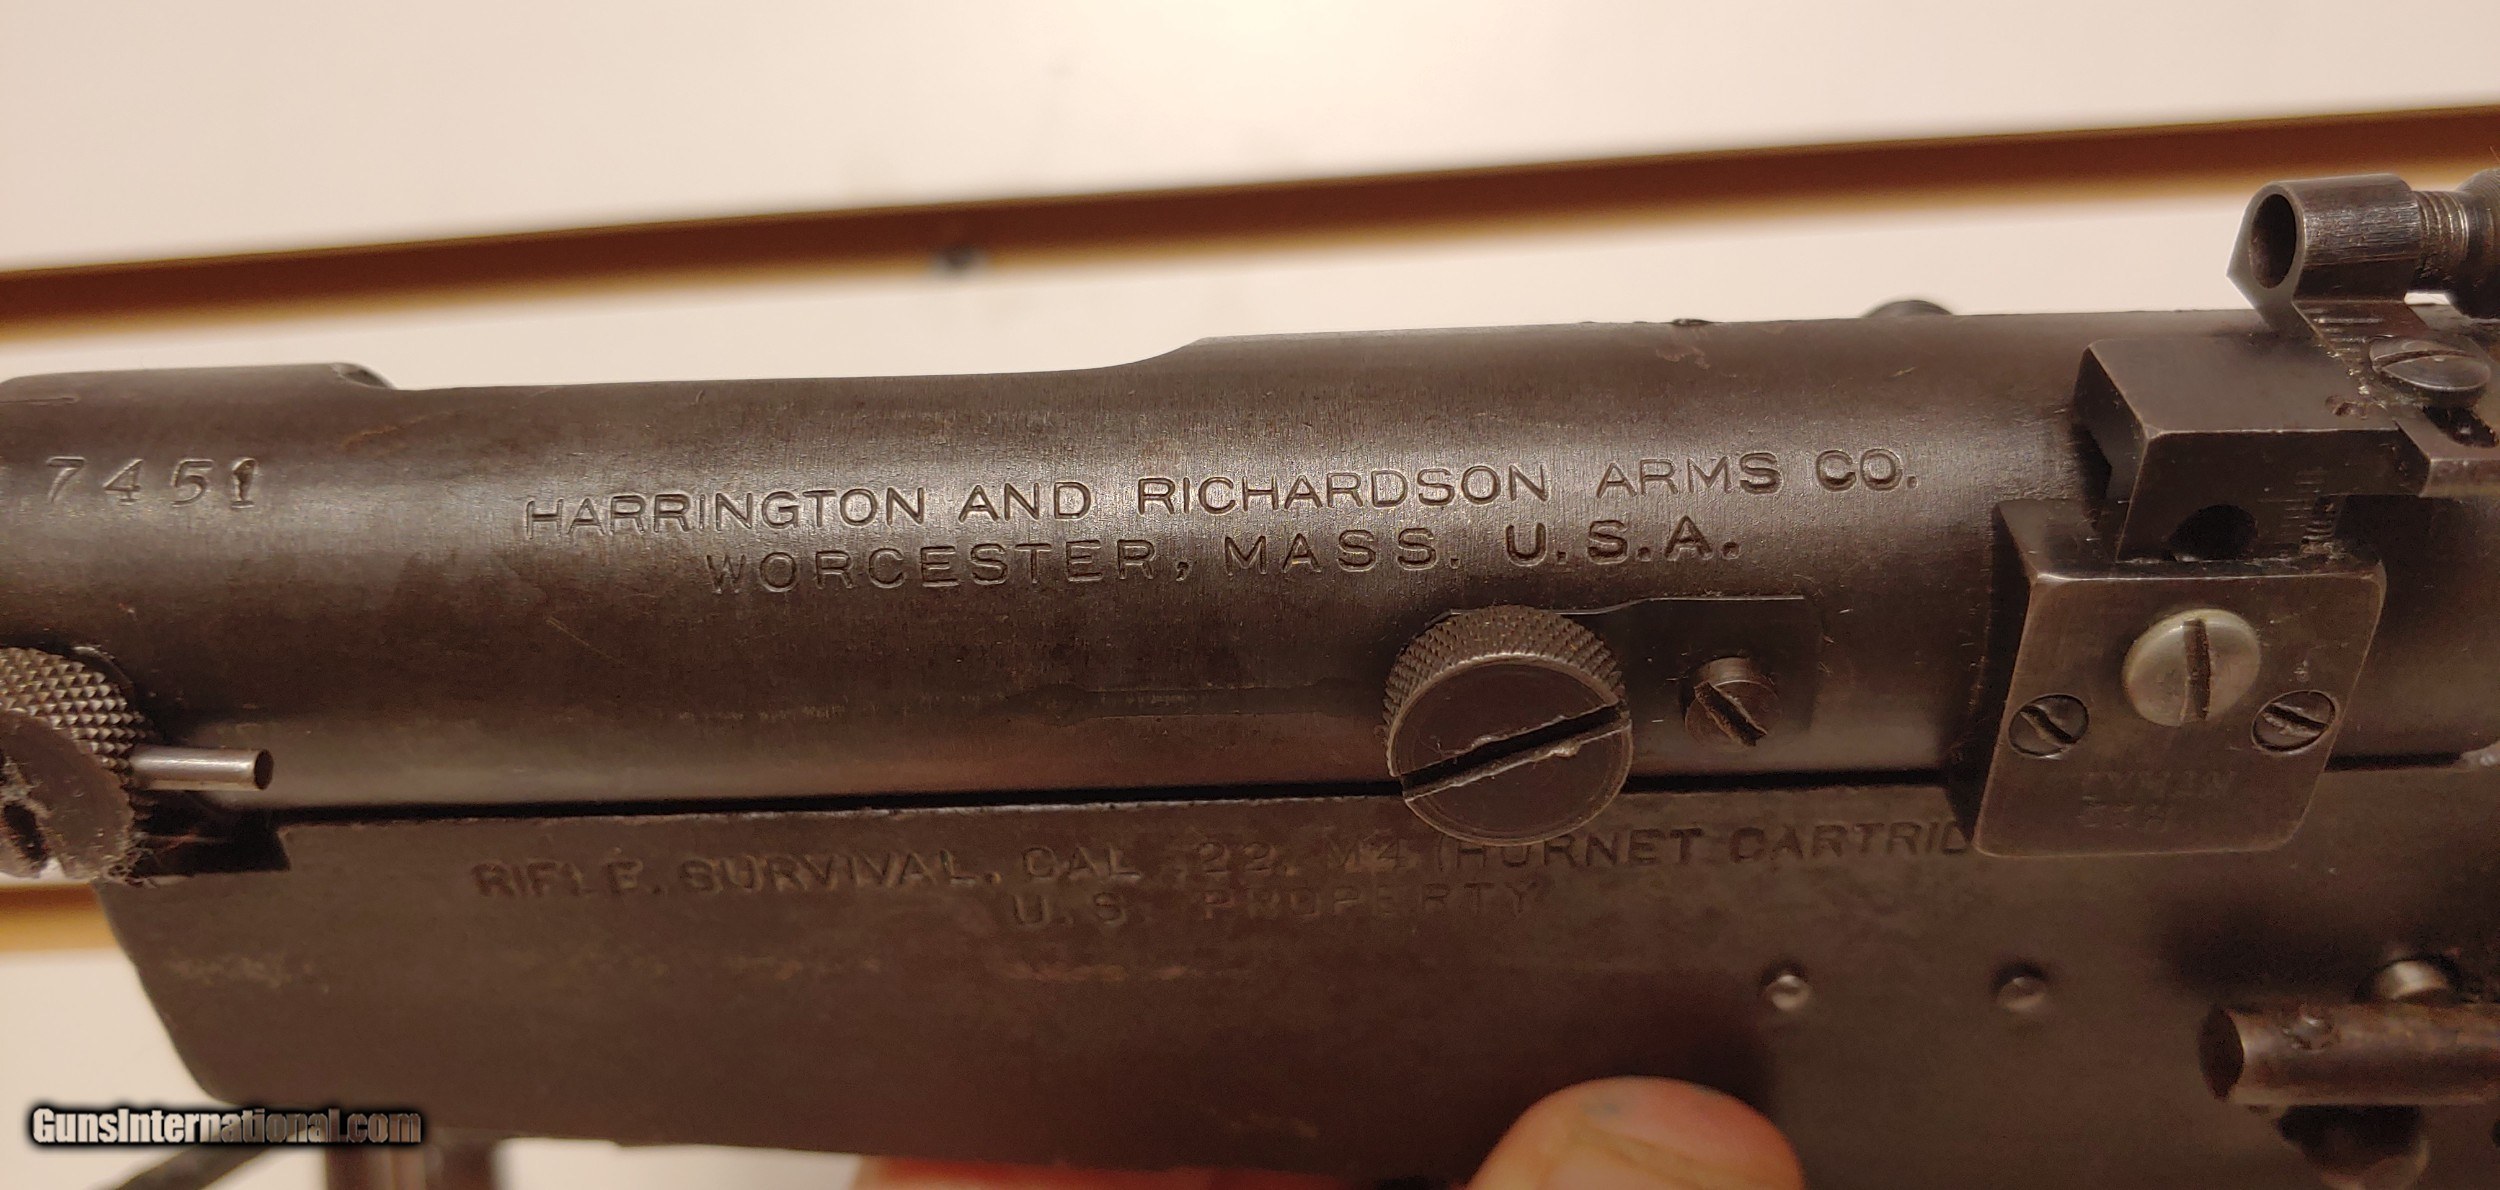 7451
HARRINGTON AND RICHARDSON ARMS CO.
WORCESTER, MASS. U.S.A.
RIFLE, SURVIVAL, CAL .22, M4 (HORNET CARTRID
U.S. PROPERTY
GunsInternational.com